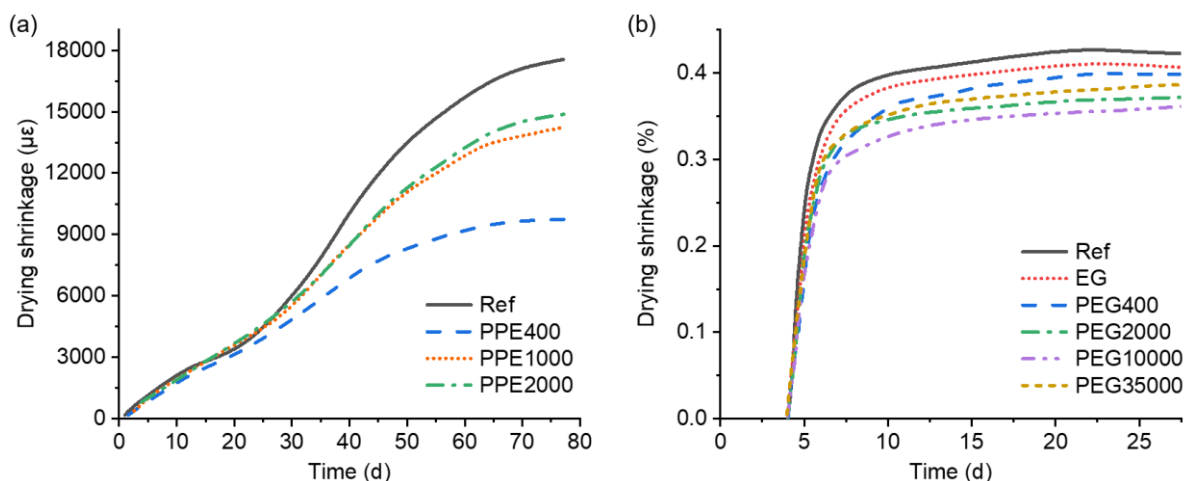 (a)
Drying shrinkage (με)
18000
15000
12000
9000
6000
3000
0
0 10 20 30 40 50 60 70 80
Time (d)
Ref
PPE400
PPE1000
PPE2000
(b)
Drying shrinkage (%)
0.4
0.3
0.2
0.1
0.0
5 10 15 20 25
Time (d)
Ref
EG
PEG400
PEG2000
PEG10000
PEG35000